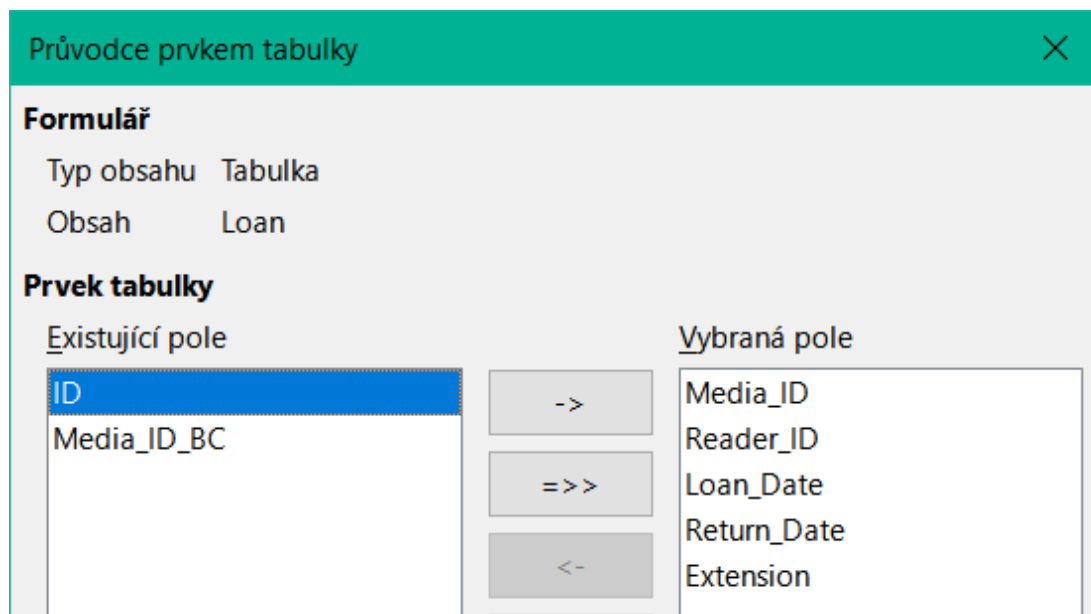 Průvodce prvkem tabulky
Formulář
Typ obsahu Tabulka
Obsah Loan
Prvek tabulky
Existující pole
Vybraná pole
ID
Media_ID_BC
->
=>>
<-
Media_ID
Reader_ID
Loan_Date
Return_Date
Extension